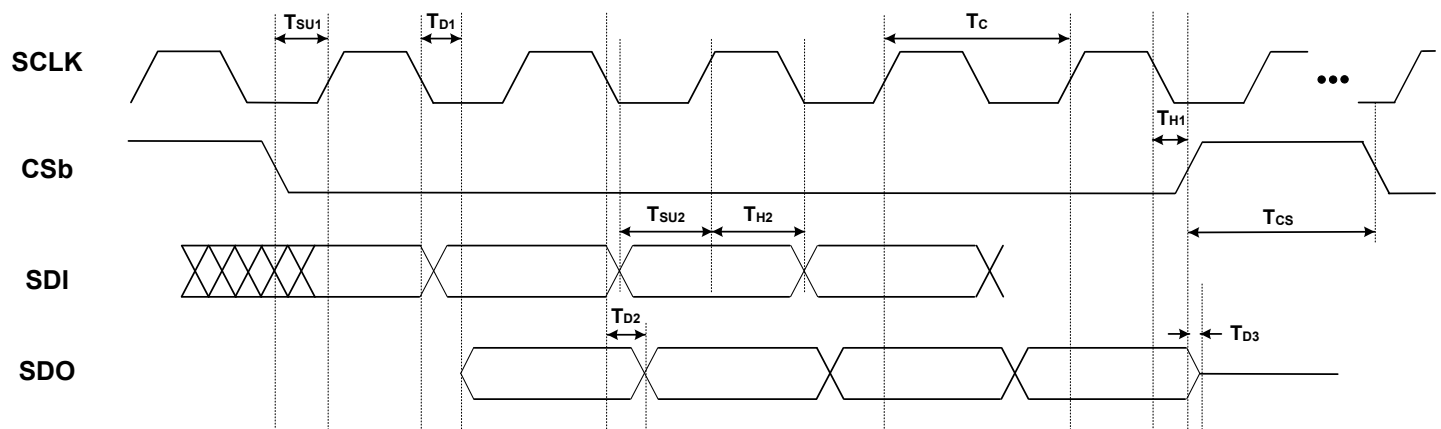 TSU1
TD1
TC
SCLK
•••
TH1
CSb
TSU2
TH2
TCS
SDI
TD2
TD3
SDO